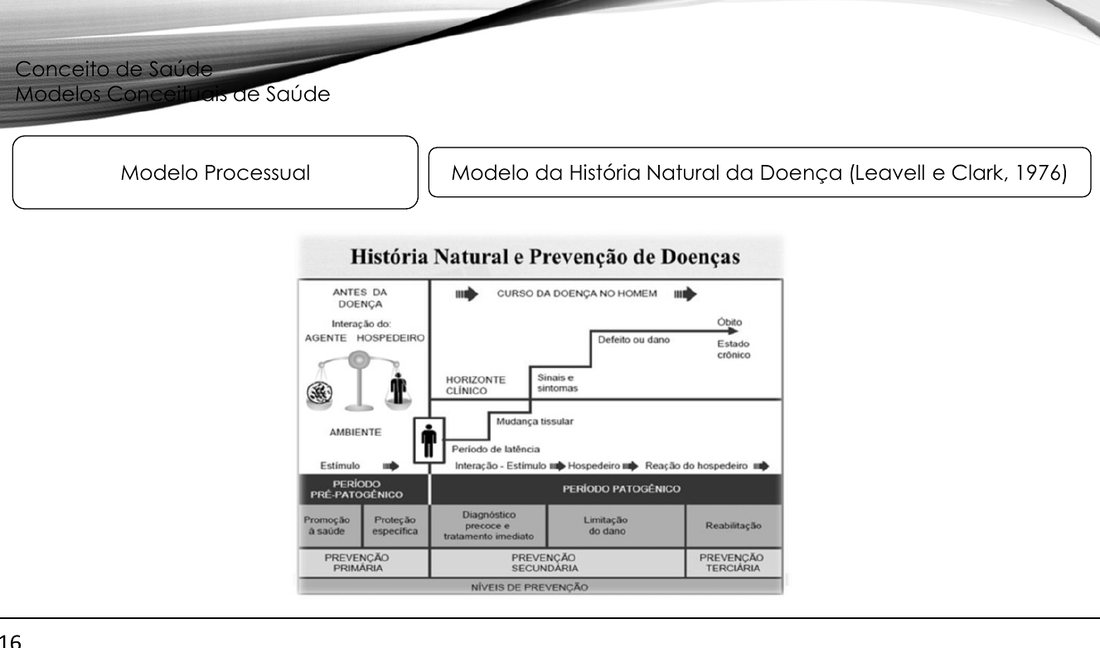 Conceito de Saúde
Modelos Conceituais de Saúde
Modelo Processual
Modelo da História Natural da Doença (Leavell e Clark, 1976)
História Natural e Prevenção de Doenças
ANTES DA
DOENÇA
CURSO DA DOENÇA NO HOMEM
Interação do:
AGENTE HOSPEDEIRO
Óbito
Defeito ou dano
Estado
crônico
HORIZONTE
CLÍNICO
Sinais e
sintomas
Mudança tissular
AMBIENTE
Período de latência
Estímulo
Interação - Estímulo Hospedeiro Reação do hospedeiro
PERÍODO
PRÉ-PATOGÊNICO
PERÍODO PATOGÊNICO
Promoção
à saúde
Proteção
específica
Diagnóstico
precoce e
tratamento imediato
Limitação
do dano
Reabilitação
PREVENÇÃO
PRIMÁRIA
PREVENÇÃO
SECUNDÁRIA
PREVENÇÃO
TERCIÁRIA
NÍVEIS DE PREVENÇÃO
16